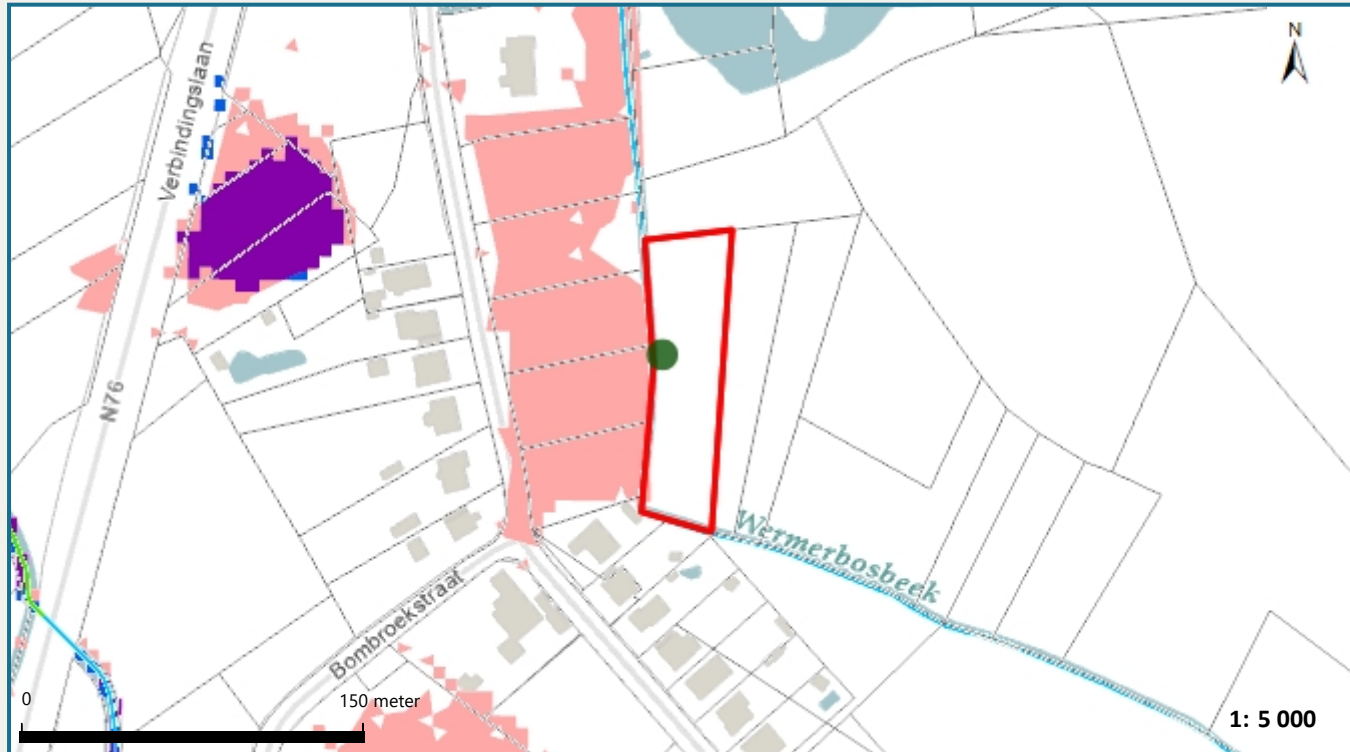 N
Verbindingslaan
N76
Wermerbosbeek
Bombroekstraat
0
150 meter
1: 5 000